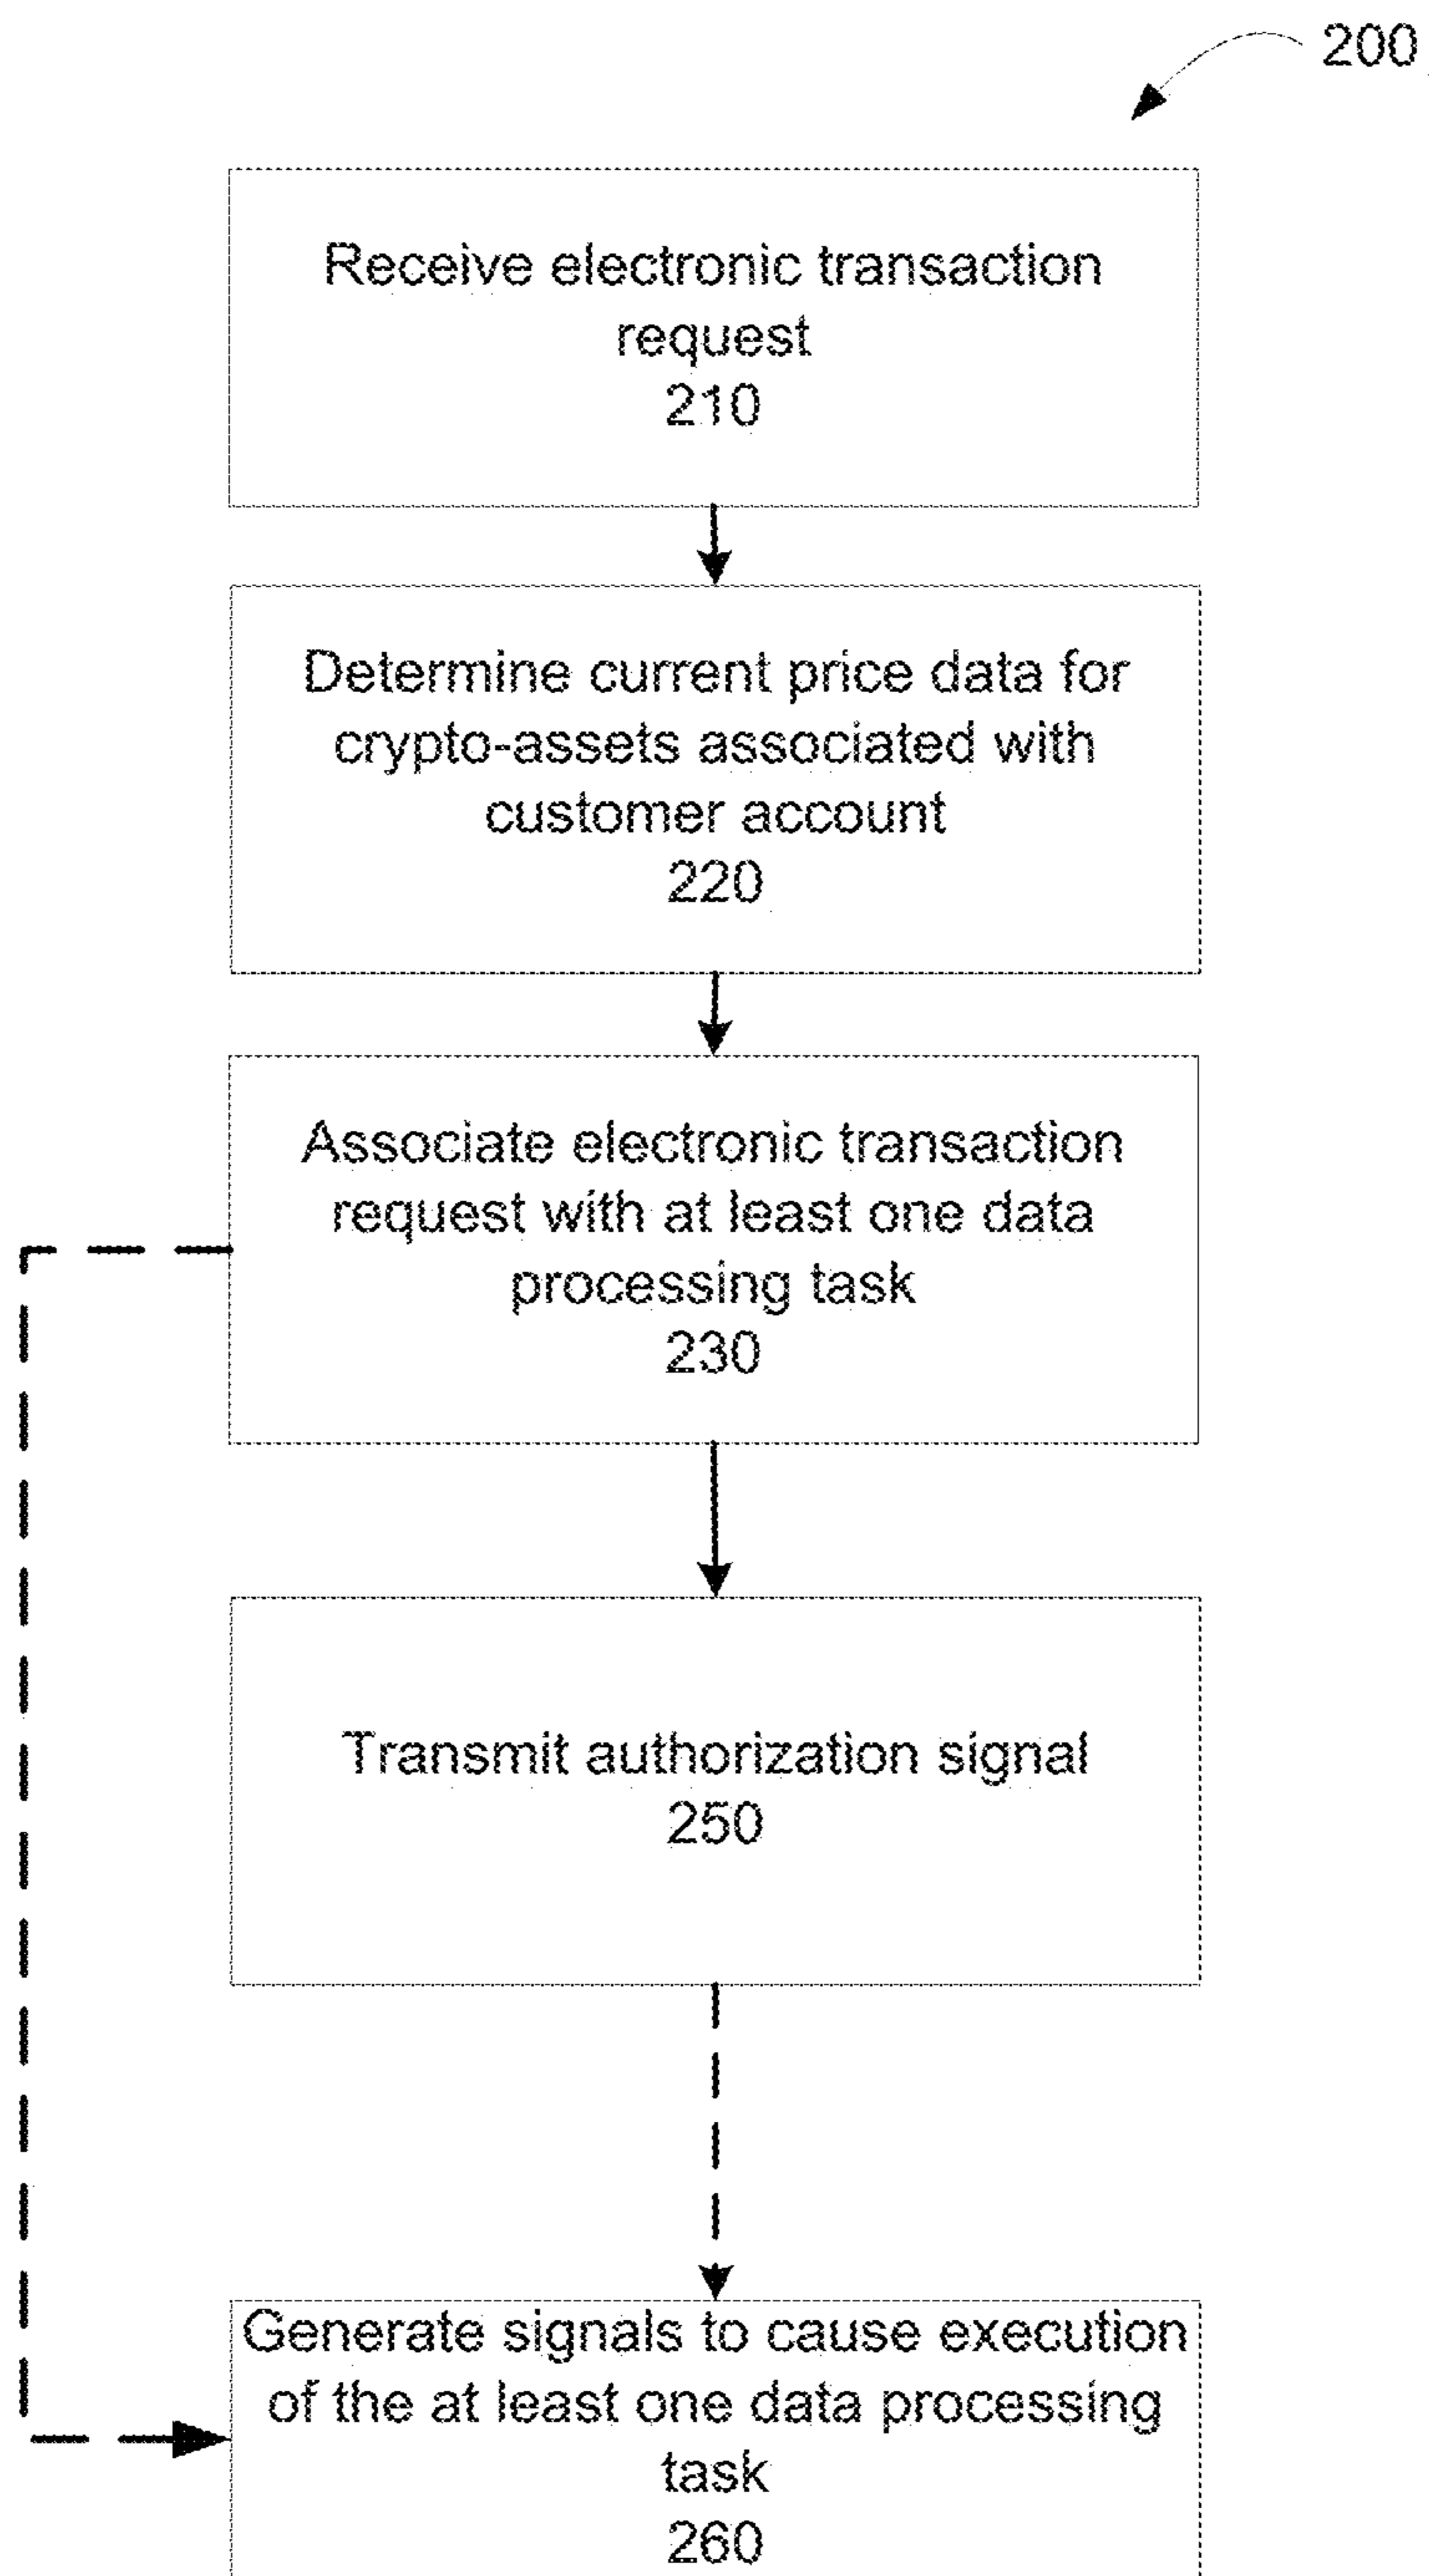 200
Receive electronic transaction
request
210
Determine current price data for
crypto-assets associated with
customer account
220
Associate electronic transaction
request with at least one data
processing task
230
Transmit authorization signal
250
Generate signals to cause execution
of the at least one data processing
task
260